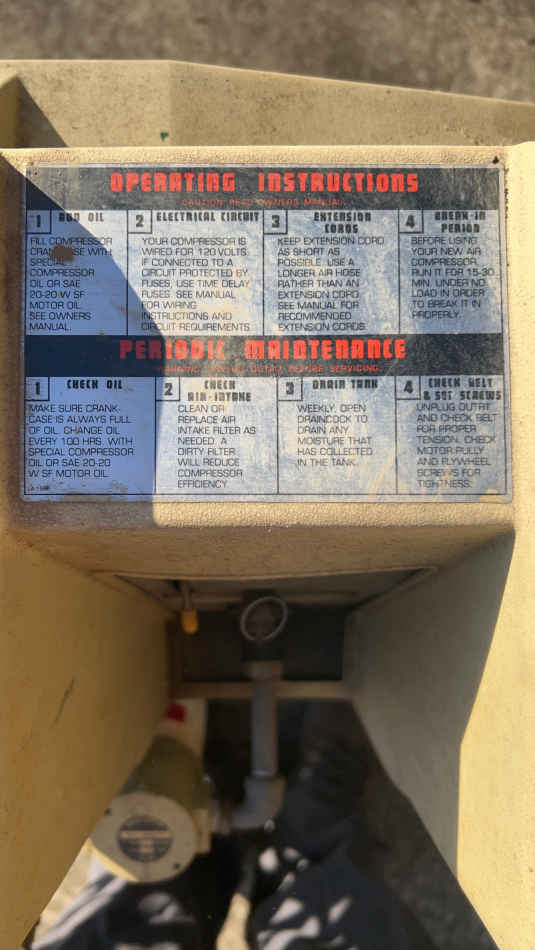 OPERATING INSTRUCTIONS
CAUTION: READ OWNERS MANUAL.
1 ADD OIL
FILL COMPRESSOR
CRANKCASE WITH
SPECIAL
COMPRESSOR
OIL OR SAE
20-20 W SF
MOTOR OIL.
SEE OWNERS
MANUAL.
2 ELECTRICAL CIRCUIT
YOUR COMPRESSOR IS
WIRED FOR 120 VOLTS.
IF CONNECTED TO A
CIRCUIT PROTECTED BY
FUSES, USE TIME DELAY
FUSES. SEE MANUAL
FOR WIRING
INSTRUCTIONS AND
CIRCUIT REQUIREMENTS.
3 EXTENSION
CORDS
KEEP EXTENSION CORD
AS SHORT AS
POSSIBLE. USE A
LONGER AIR HOSE
RATHER THAN AN
EXTENSION CORD.
SEE MANUAL FOR
RECOMMENDED
EXTENSION CORDS.
4 BREAK-IN
PERIOD
BEFORE USING
YOUR NEW AIR
COMPRESSOR,
RUN IT FOR 15-30
MIN. UNDER NO
LOAD IN ORDER
TO BREAK IT IN
PROPERLY.
PERIODIC MAINTENANCE
WARNING: UNPLUG OUTFIT BEFORE SERVICING.
1 CHECK OIL
MAKE SURE CRANK-
CASE IS ALWAYS FULL
OF OIL. CHANGE OIL
EVERY 100 HRS. WITH
SPECIAL COMPRESSOR
OIL OR SAE 20-20
W SF MOTOR OIL.
2 CHECK
AIR-INTAKE
CLEAN OR
REPLACE AIR
INTAKE FILTER AS
NEEDED. A
DIRTY FILTER
WILL REDUCE
COMPRESSOR
EFFICIENCY.
3 DRAIN TANK
WEEKLY, OPEN
DRAINCOCK TO
DRAIN ANY
MOISTURE THAT
HAS COLLECTED
IN THE TANK.
4 CHECK BELT
& SET SCREWS
UNPLUG OUTFIT
AND CHECK BELT
FOR PROPER
TENSION. CHECK
MOTOR PULLY
AND FLYWHEEL
SCREWS FOR
TIGHTNESS.